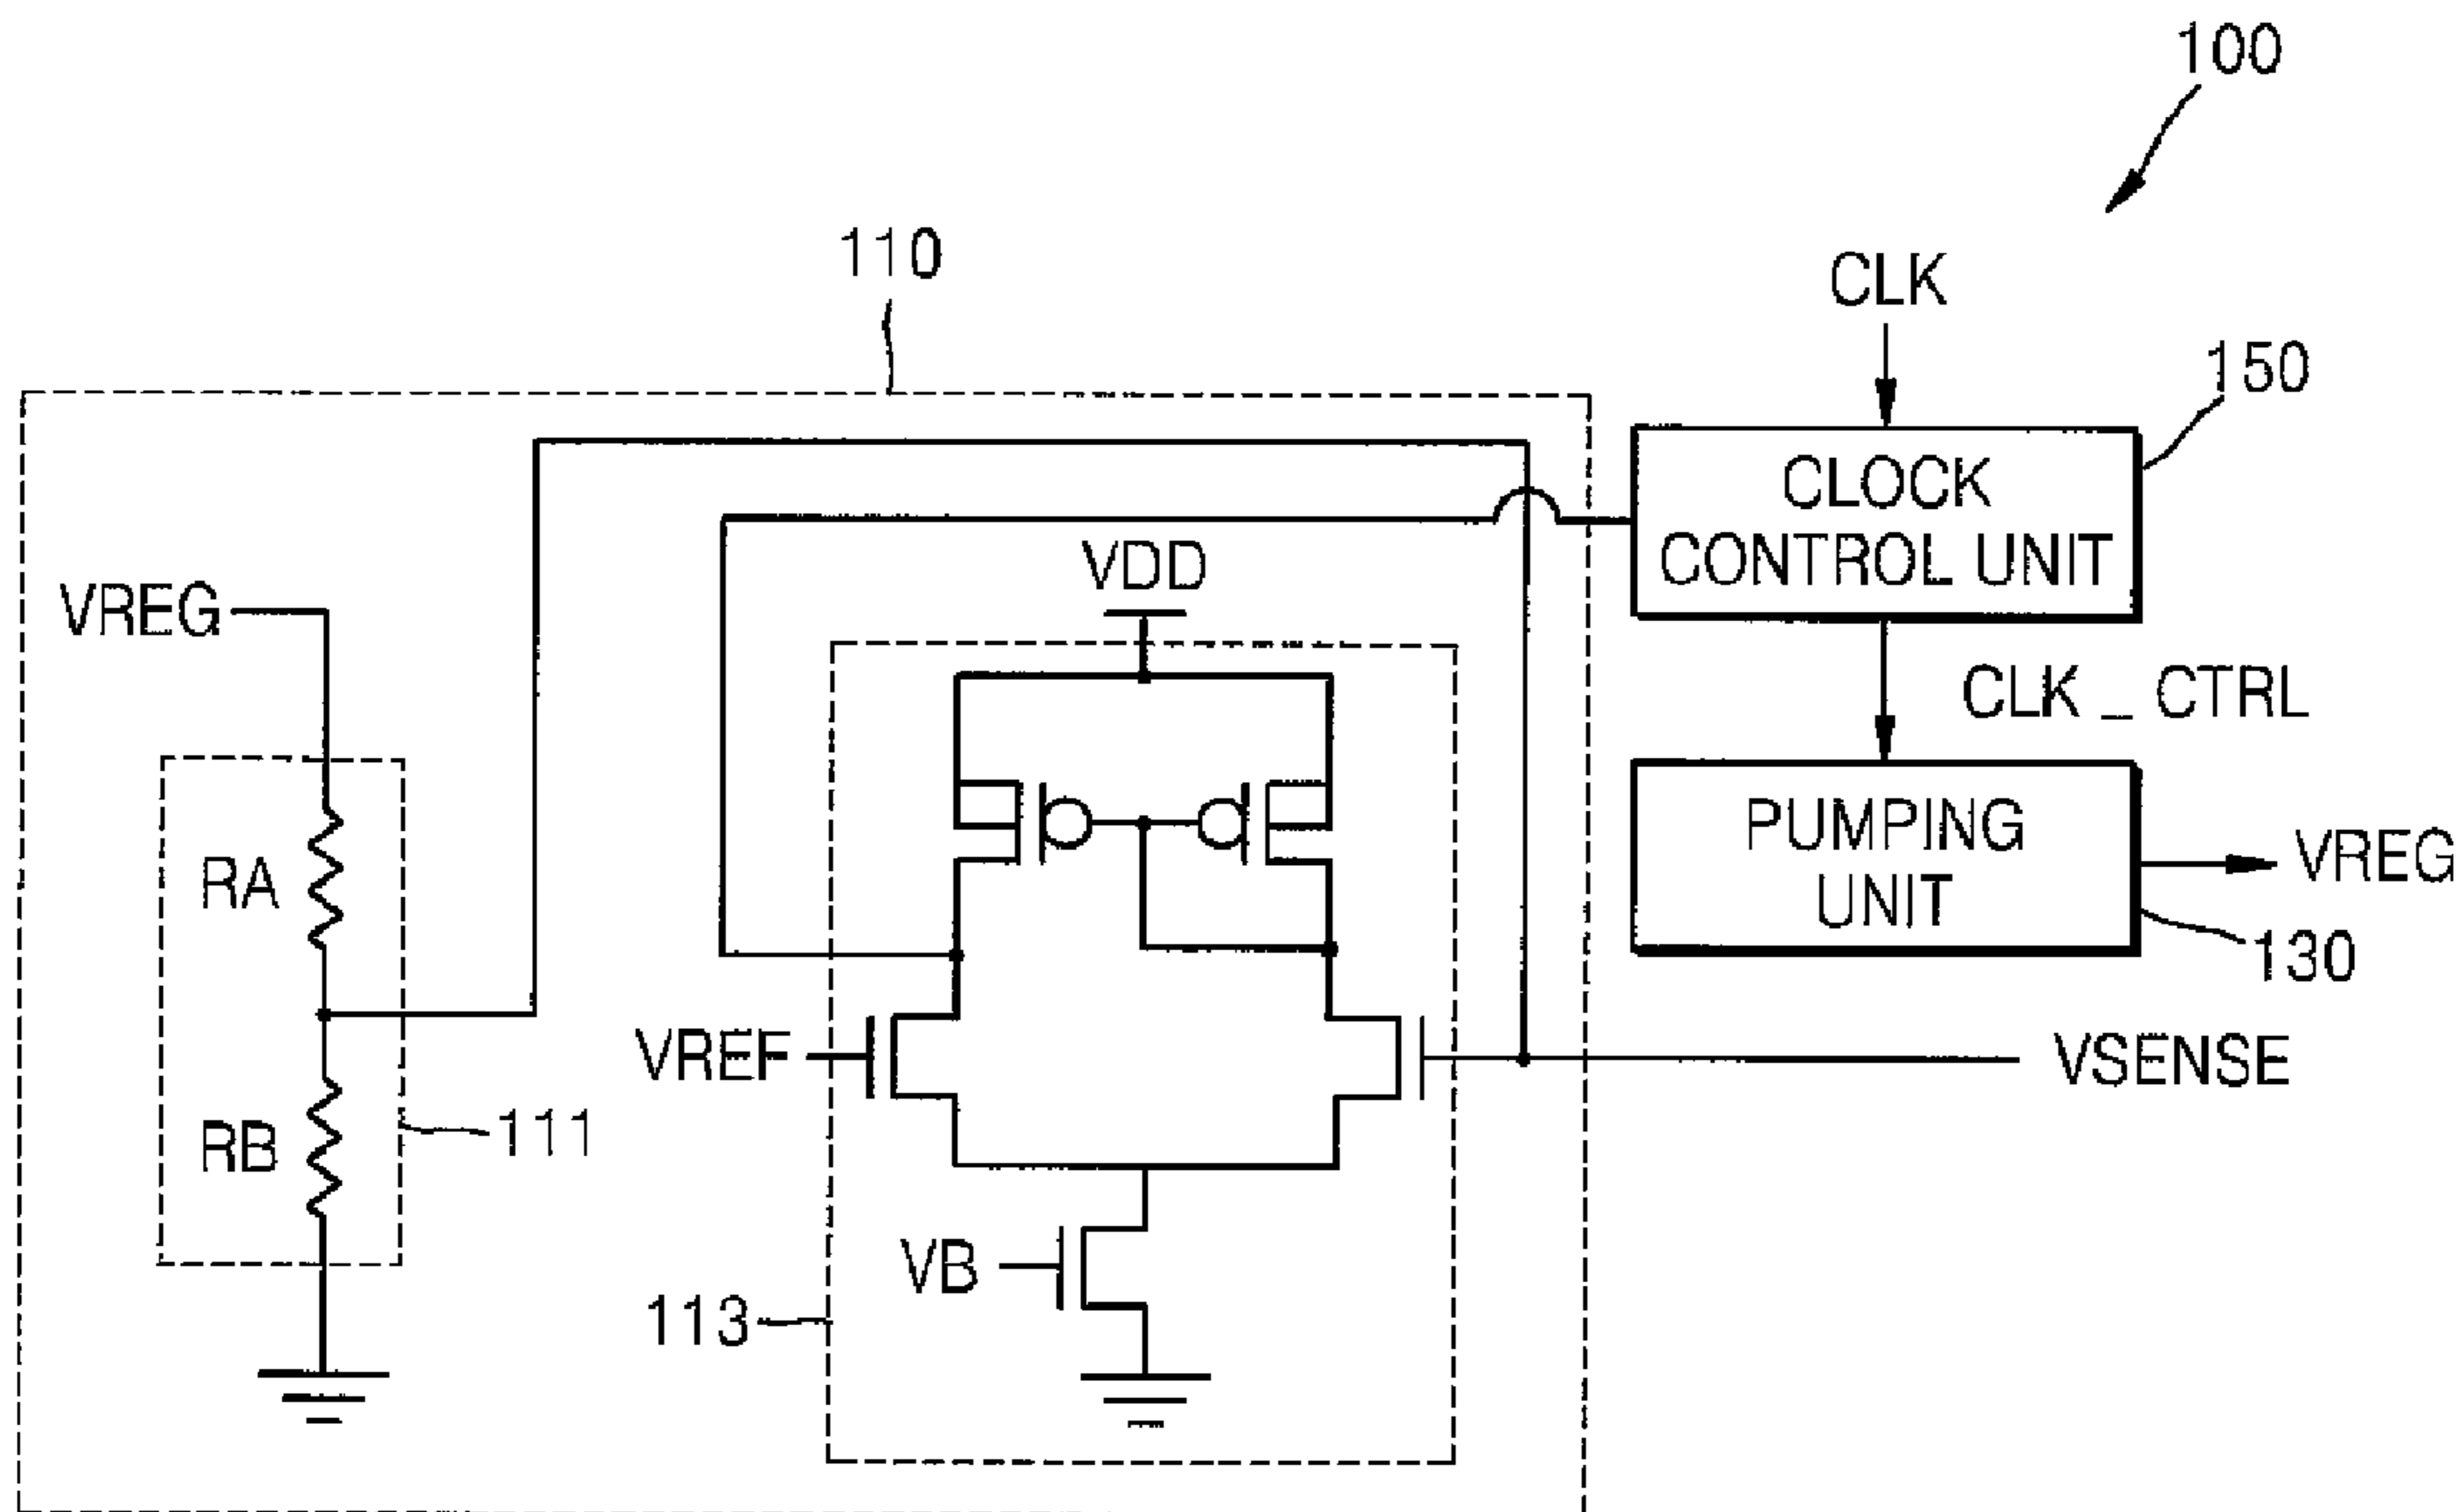 100
110
CLK
150
CLOCK
CONTROL UNIT
VDD
VREG
CLK _ CTRL
PUMPING
UNIT
VREG
RA
130
VREF
VSENSE
111
RB
VB
113